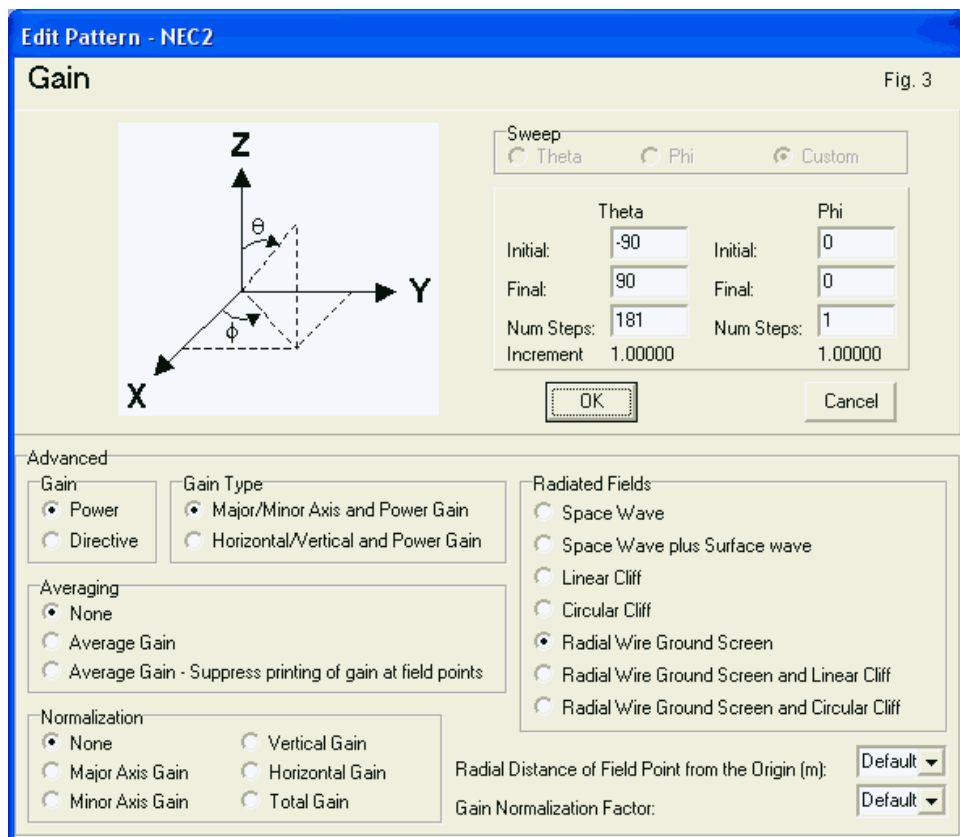 Edit Pattern - NEC2
Gain
Fig. 3
Z
θ
Y
ϕ
X
Sweep
Theta Phi Custom
Theta Phi
Initial: -90 Initial: 0
Final: 90 Final: 0
Num Steps: 181 Num Steps: 1
Increment 1.00000 1.00000
OK Cancel
Advanced
Gain
Power
Directive
Gain Type
Major/Minor Axis and Power Gain
Horizontal/Vertical and Power Gain
Averaging
None
Average Gain
Average Gain - Suppress printing of gain at field points
Normalization
None Vertical Gain
Major Axis Gain Horizontal Gain
Minor Axis Gain Total Gain
Radiated Fields
Space Wave
Space Wave plus Surface wave
Linear Cliff
Circular Cliff
Radial Wire Ground Screen
Radial Wire Ground Screen and Linear Cliff
Radial Wire Ground Screen and Circular Cliff
Radial Distance of Field Point from the Origin (m): Default
Gain Normalization Factor: Default